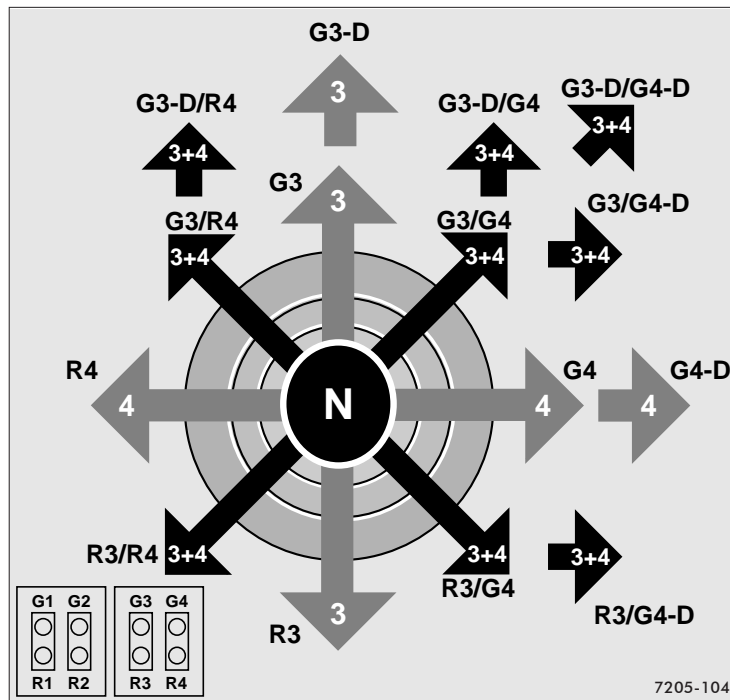 G3-D
3
G3-D/R4
3+4
G3-D/G4
3+4
G3-D/G4-D
3+4
G3
3
G3/R4
3+4
G3/G4
3+4
G3/G4-D
3+4
R4
4
N
G4
4
G4-D
4
R3/R4
3+4
R3
3
R3/G4
3+4
R3/G4-D
3+4
G1 G2
R1 R2
G3 G4
R3 R4
7205-104